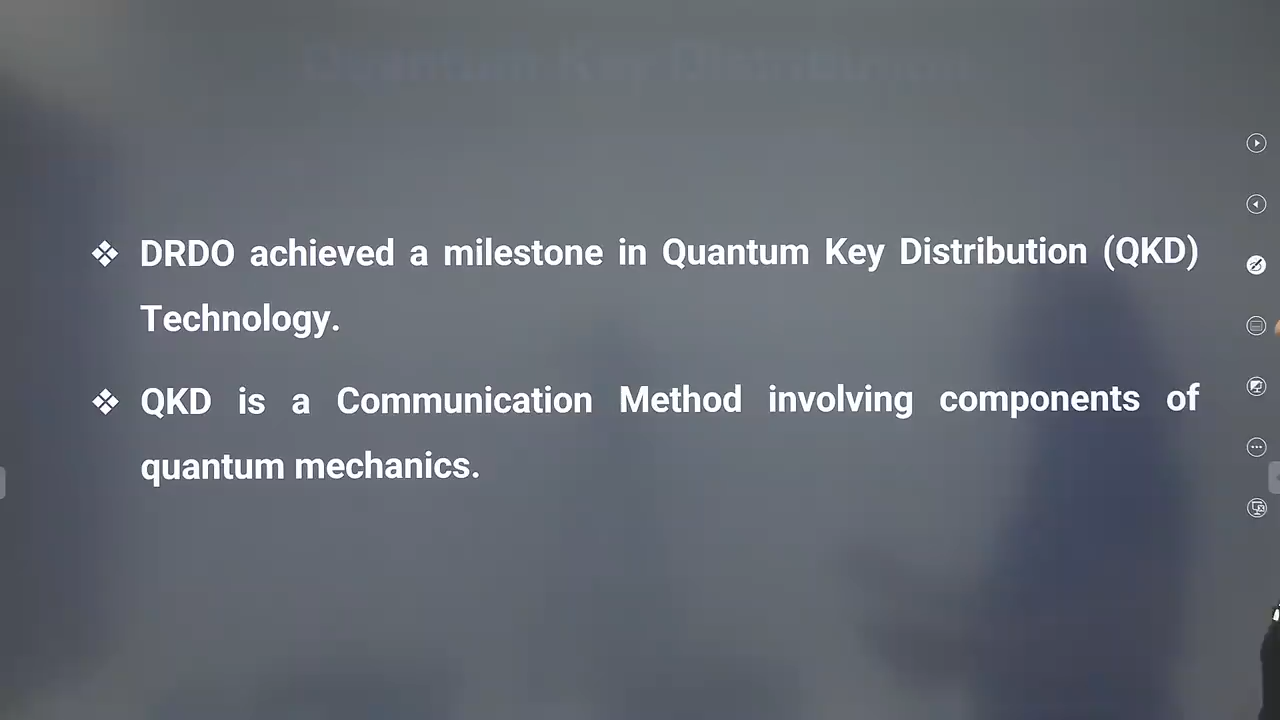 Quantum Key Distribution
❖ DRDO achieved a milestone in Quantum Key Distribution (QKD)
Technology.
❖ QKD is a Communication Method involving components of
quantum mechanics.